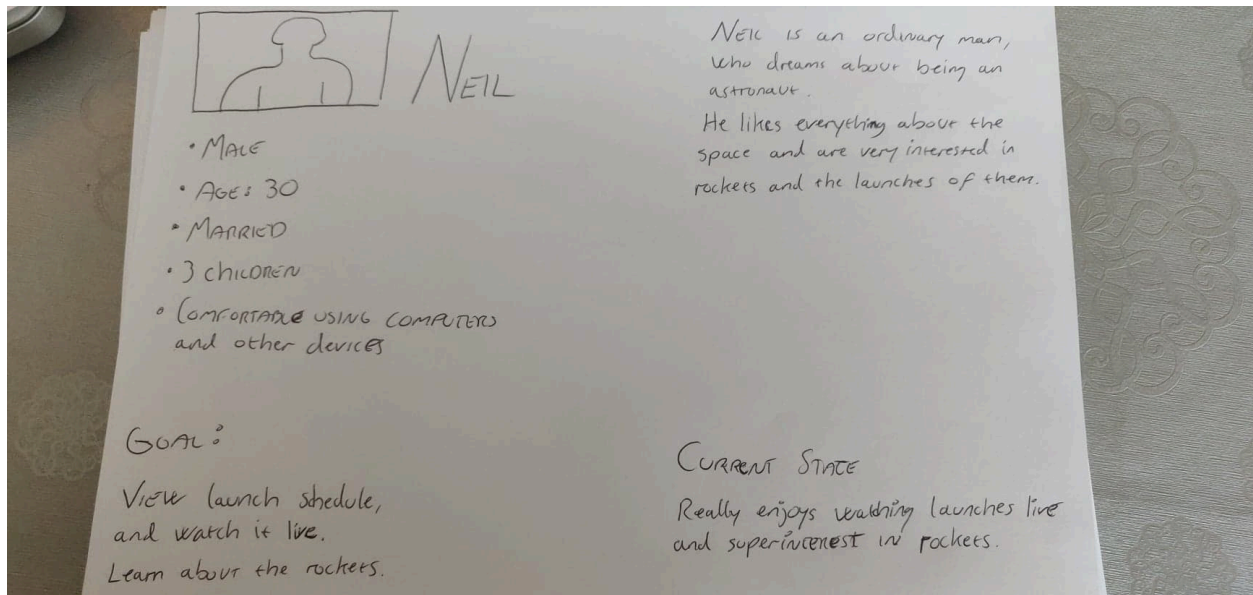 NEIL
• MALE
• AGE: 30
• MARRIED
• 3 CHILDREN
• COMFORTABLE USING COMPUTERS
and other devices
NEIL is an ordinary man,
who dreams about being an
astronaut.
He likes everything about the
space and are very interested in
rockets and the launches of them.
GOAL:
VIEW launch shedule,
and watch it live.
Learn about the rockets.
CURRENT STATE
Really enjoys watching launches live
and superinterest in rockets.